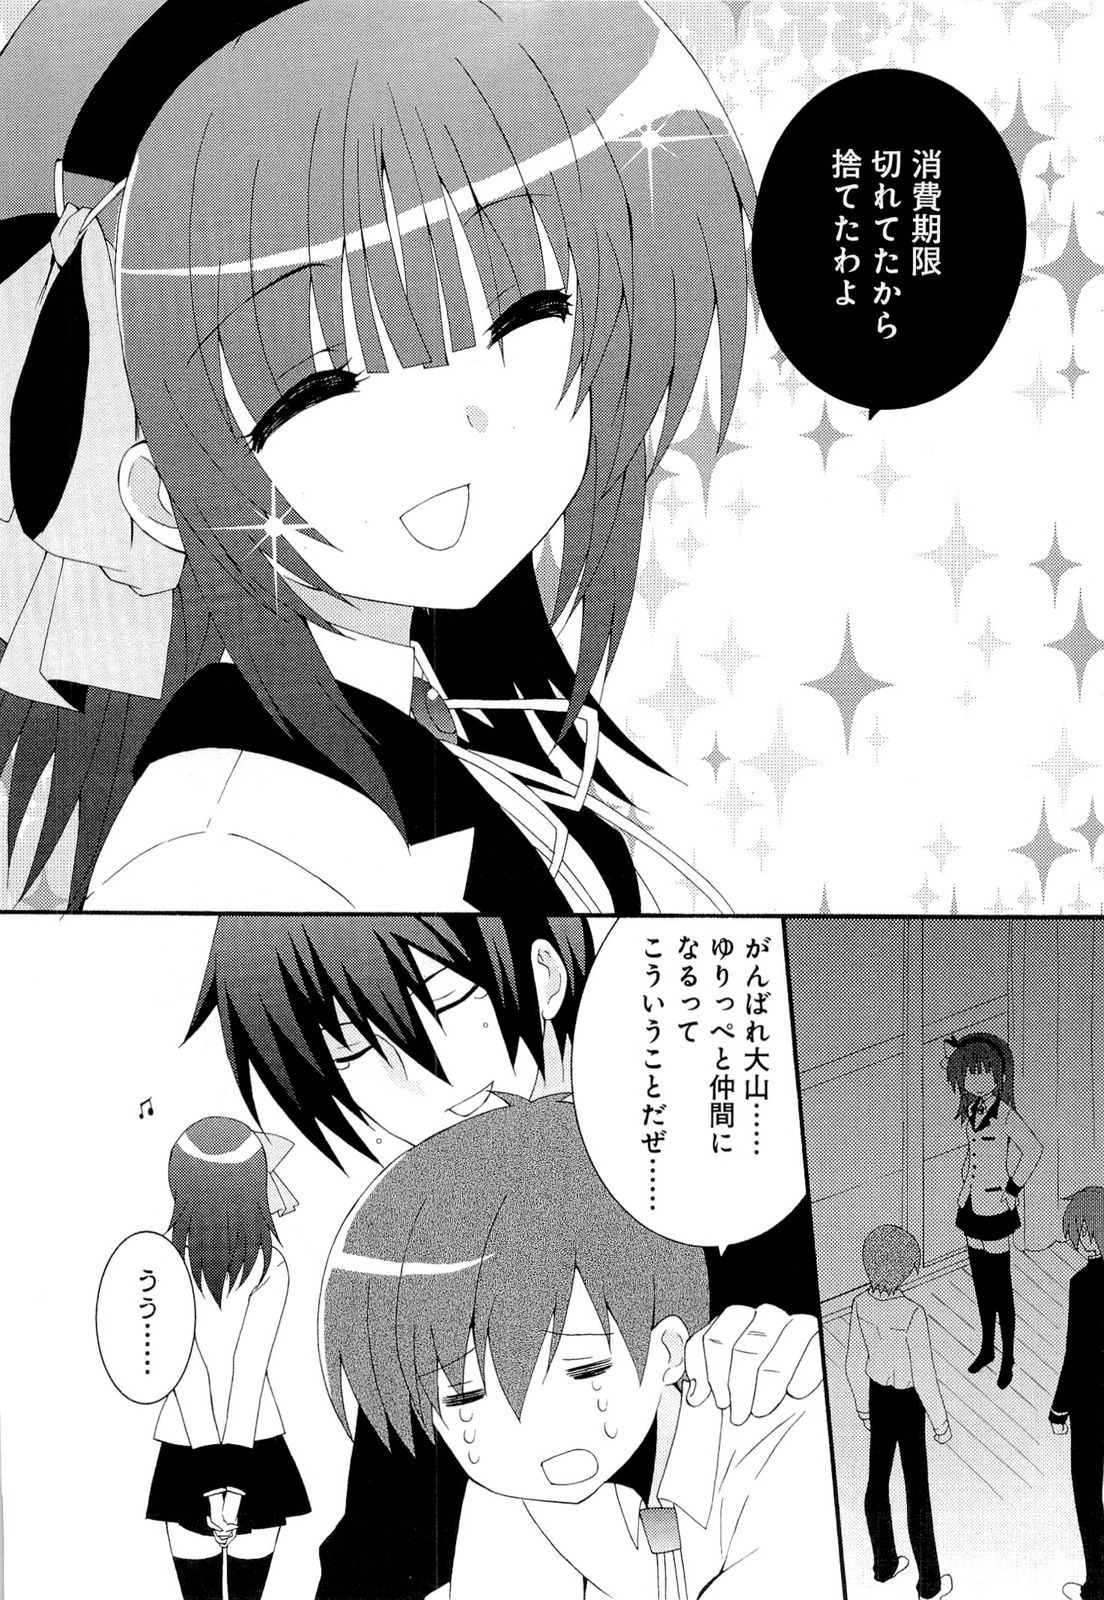 消費期限
切れてたから
捨てたわよ
がんばれ大山……
ゆりっぺと仲間に
なるって
こういうことだぜ……
♪
うぅ……